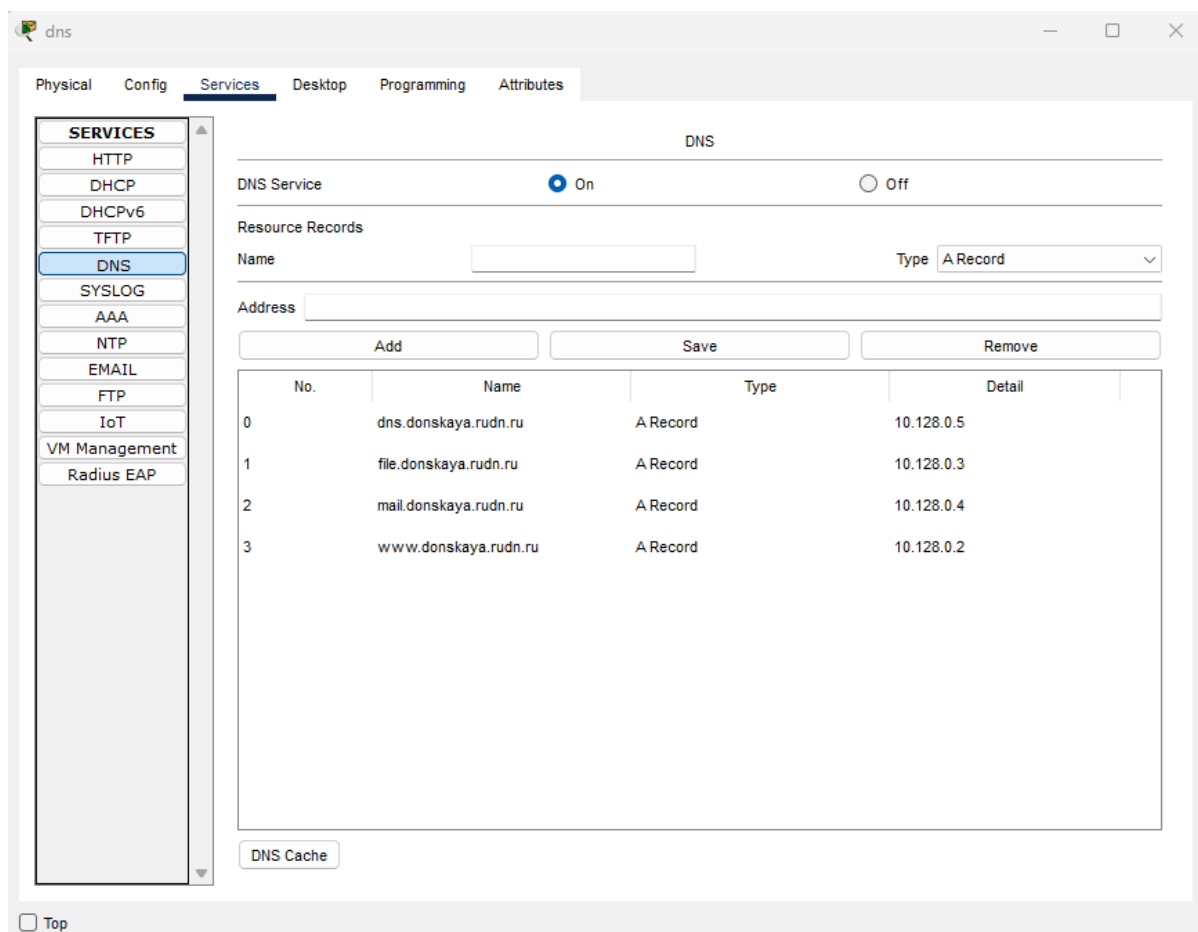 dns
Physical Config Services Desktop Programming Attributes
SERVICES
HTTP
DHCP
DHCPv6
TFTP
DNS
SYSLOG
AAA
NTP
EMAIL
FTP
IoT
VM Management
Radius EAP
DNS
DNS Service On Off
Resource Records
Name Type A Record
Address
Add Save Remove
No. Name Type Detail
0 dns.donskaya.rudn.ru A Record 10.128.0.5
1 file.donskaya.rudn.ru A Record 10.128.0.3
2 mail.donskaya.rudn.ru A Record 10.128.0.4
3 www.donskaya.rudn.ru A Record 10.128.0.2
DNS Cache
Top